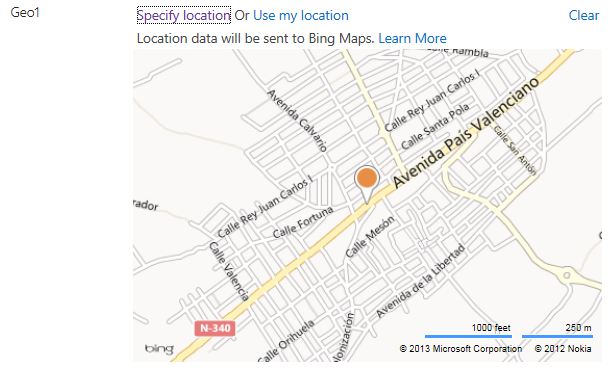 Geo1
Specify location Or Use my location
Clear
Location data will be sent to Bing Maps. Learn More
Calle Rambla
Calle Rey Juan Carlos I
Avenida Calvario
Calle Santa Pola
Avenida País Valenciano
Calle San Antón
rador
Calle Rey Juan Carlos I
Calle Fortuna
Calle Mesón
Calle Valencia
Avenida de la Libertad
N-340
Calle Orihuela
olonización
1000 feet
250 m
bing
© 2013 Microsoft Corporation
© 2012 Nokia